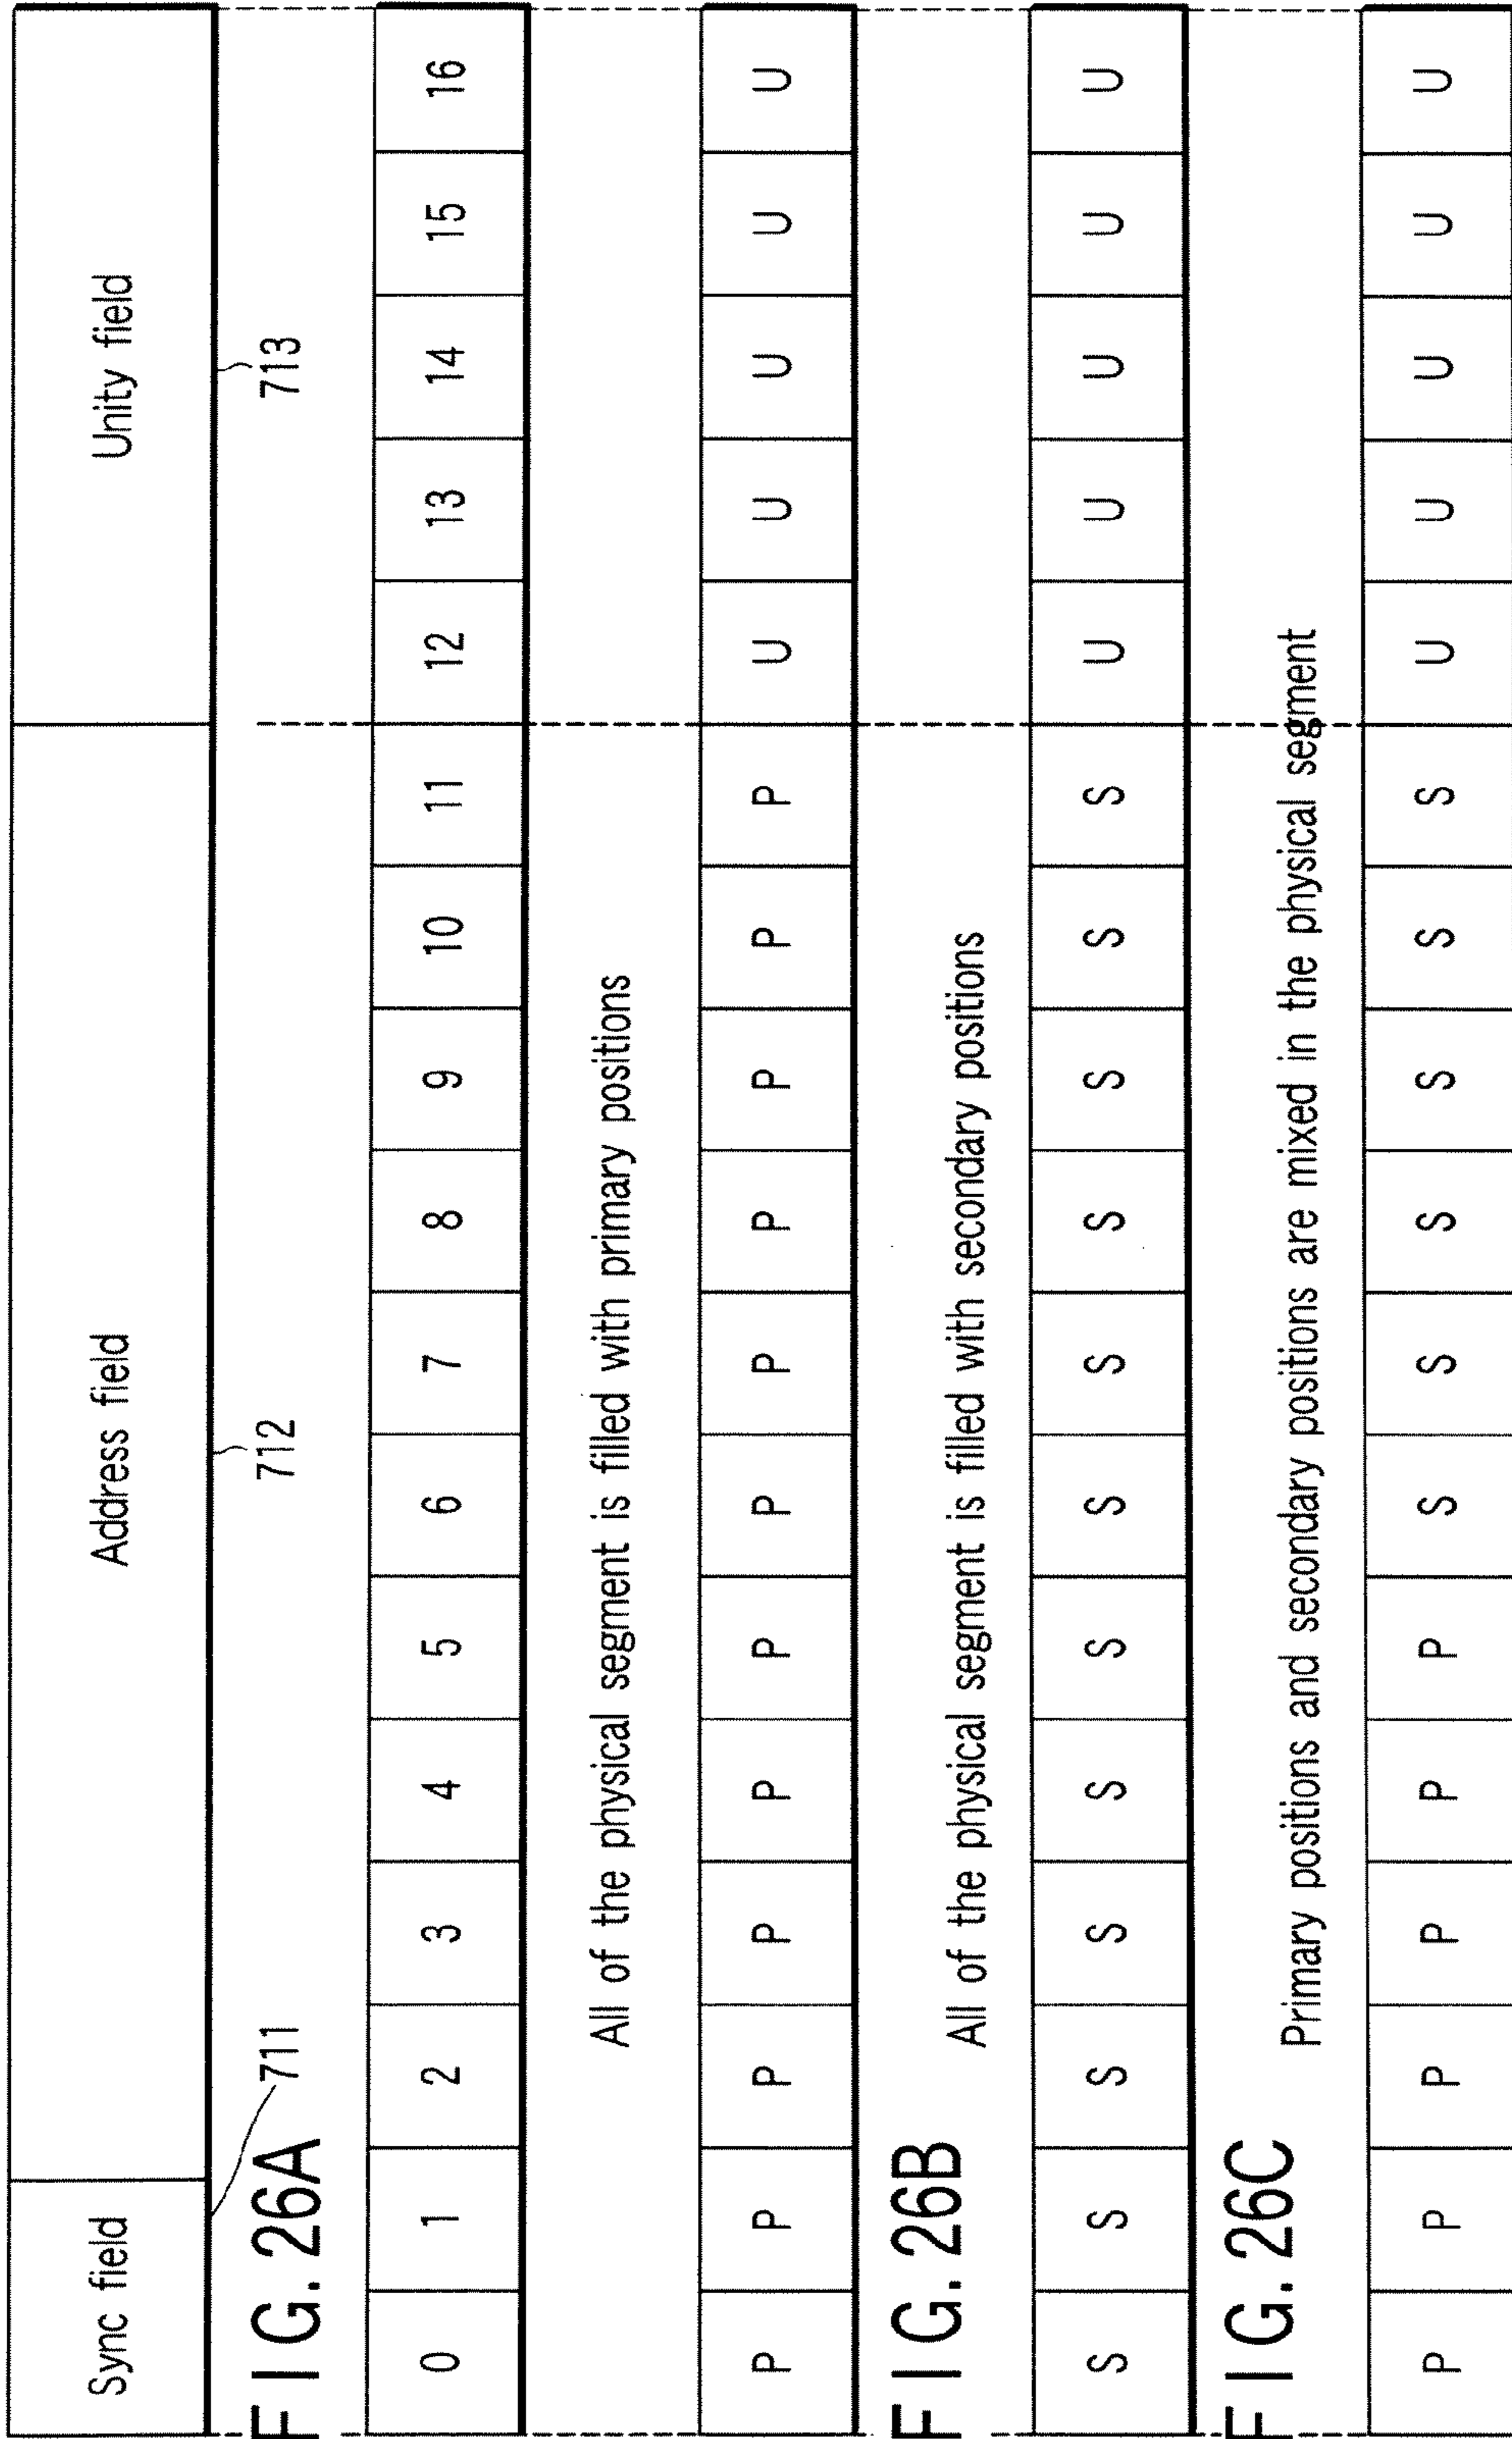 Sync field Address field Unity field
711 712 713
FIG. 26A
0 1 2 3 4 5 6 7 8 9 10 11 12 13 14 15 16
All of the physical segment is filled with primary positions
P P P P P P P P P P P P U U U U U
FIG. 26B
All of the physical segment is filled with secondary positions
S S S S S S S S S S S S U U U U U
FIG. 26C
Primary positions and secondary positions are mixed in the physical segment
P P P P P P S S S S S S U U U U U